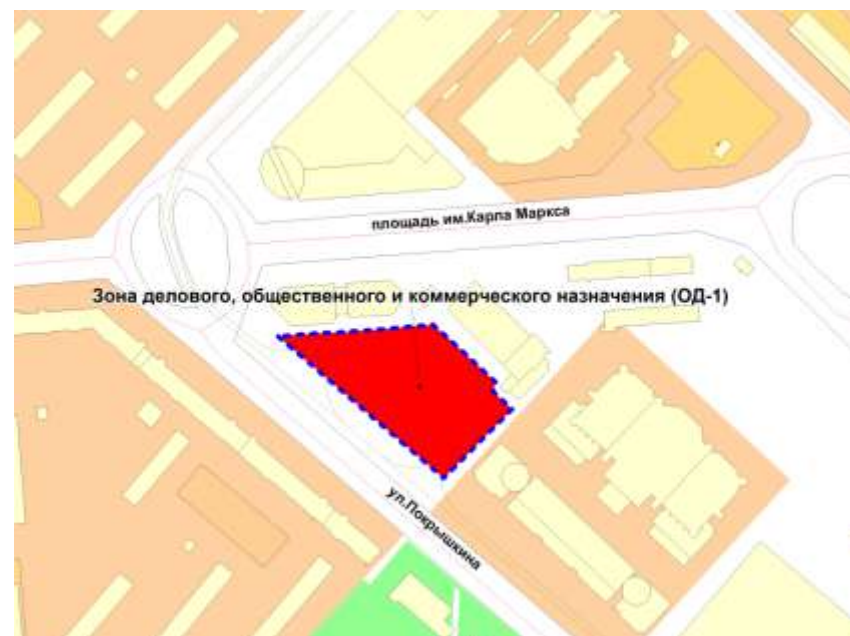 площадь им.Карла Маркса
Зона делового, общественного и коммерческого назначения (ОД-1)
ул.Покрышкина